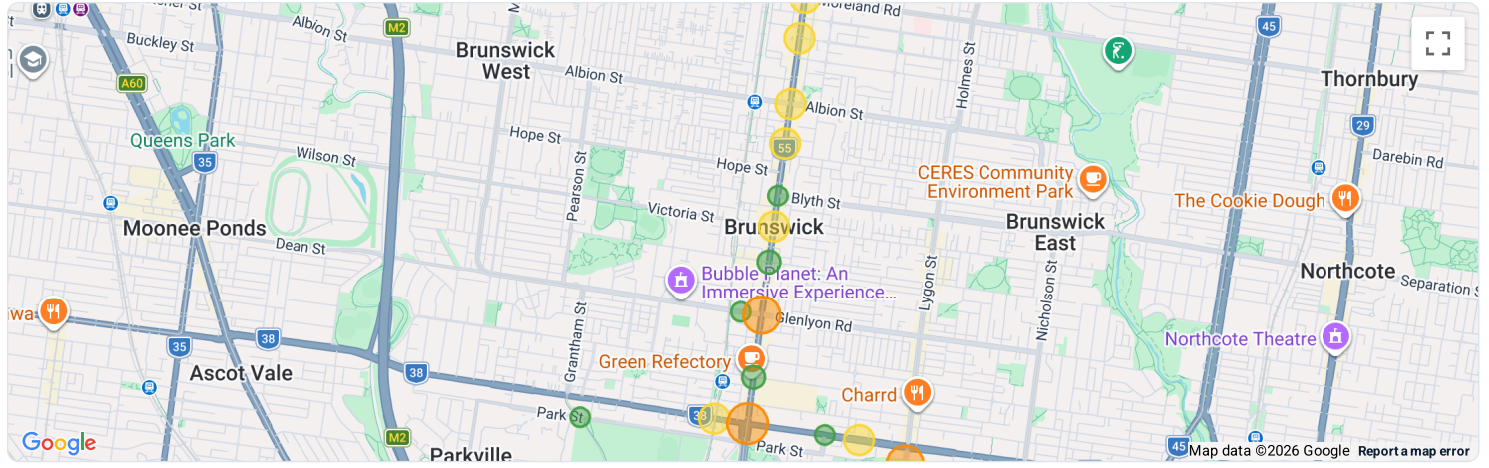 Moreland Rd
Albion St
Buckley St
M2
45
Brunswick
West
Holmes St
Thornbury
A60
Albion St
Albion St
Queens Park
Hope St
55
29
35
Wilson St
Hope St
Darebin Rd
CERES Community
Environment Park
Pearson St
Blyth St
The Cookie Dough
Victoria St
Moonee Ponds
Brunswick
Brunswick
East
Dean St
Bubble Planet: An
Immersive Experience...
Lygon St
Nicholson St
Northcote
Separation S
wa
Glenlyon Rd
38
35
Grantham St
Northcote Theatre
Green Refectory
Ascot Vale
38
Charrd
Park St
38
M2
Park St
45
Google
Parkville
Map data ©2026 Google
Report a map error